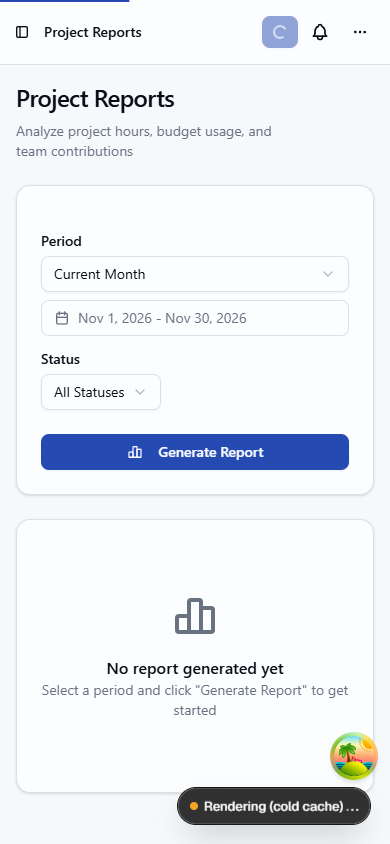 Project Reports
Project Reports
Analyze project hours, budget usage, and
team contributions
Period
Current Month
Nov 1, 2026 - Nov 30, 2026
Status
All Statuses
Generate Report
No report generated yet
Select a period and click "Generate Report" to get
started
Rendering (cold cache) ...